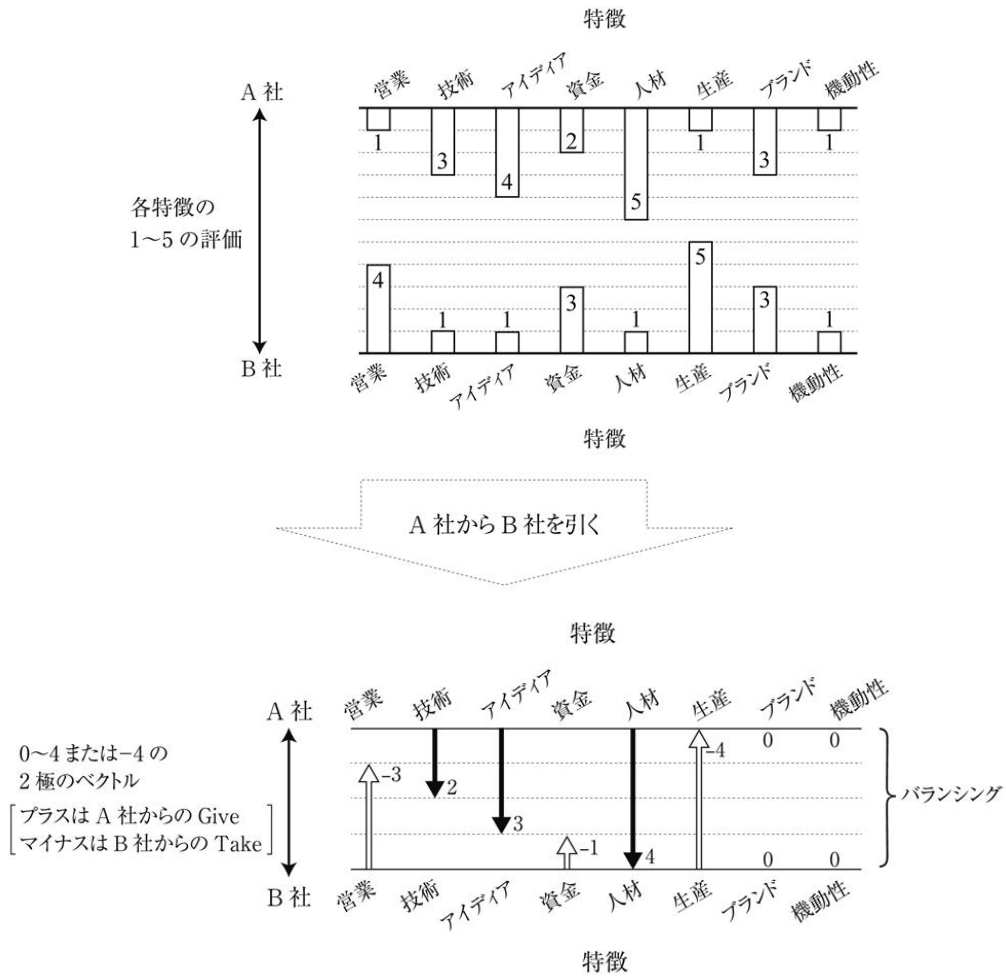 特徴
A 社
営業 技術 アイディア 資金 人材 生産 ブランド 機動性
1 3 4 2 5 1 3 1
各特徴の
1〜5 の評価
4 1 1 3 1 5 3 1
B 社
営業 技術 アイディア 資金 人材 生産 ブランド 機動性
特徴
A 社から B 社を引く
特徴
A 社
営業 技術 アイディア 資金 人材 生産 ブランド 機動性
0〜4 または−4 の
2 極のベクトル
プラスは A 社からの Give
マイナスは B 社からの Take
−3 2 3 −1 4 −4 0 0
バランシング
0 0
B 社
営業 技術 アイディア 資金 人材 生産 ブランド 機動性
特徴